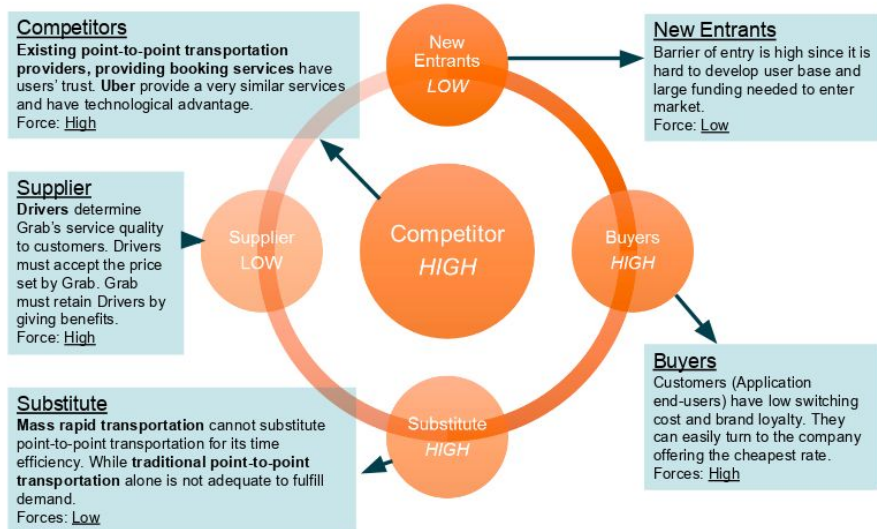 Competitors
Existing point-to-point transportation
providers, providing booking services have
users' trust. Uber provide a very similar services
and have technological advantage.
Force: High
New
Entrants
LOW
New Entrants
Barrier of entry is high since it is
hard to develop user base and
large funding needed to enter
market.
Force: Low
Supplier
Drivers determine
Grab's service quality
to customers. Drivers
must accept the price
set by Grab. Grab
must retain Drivers by
giving benefits.
Force: High
Supplier
LOW
Competitor
HIGH
Buyers
HIGH
Buyers
Customers (Application
end-users) have low switching
cost and brand loyalty. They
can easily turn to the company
offering the cheapest rate.
Forces: High
Substitute
Mass rapid transportation cannot substitute
point-to-point transportation for its time
efficiency. While traditional point-to-point
transportation alone is not adequate to fulfill
demand.
Forces: Low
Substitute
HIGH